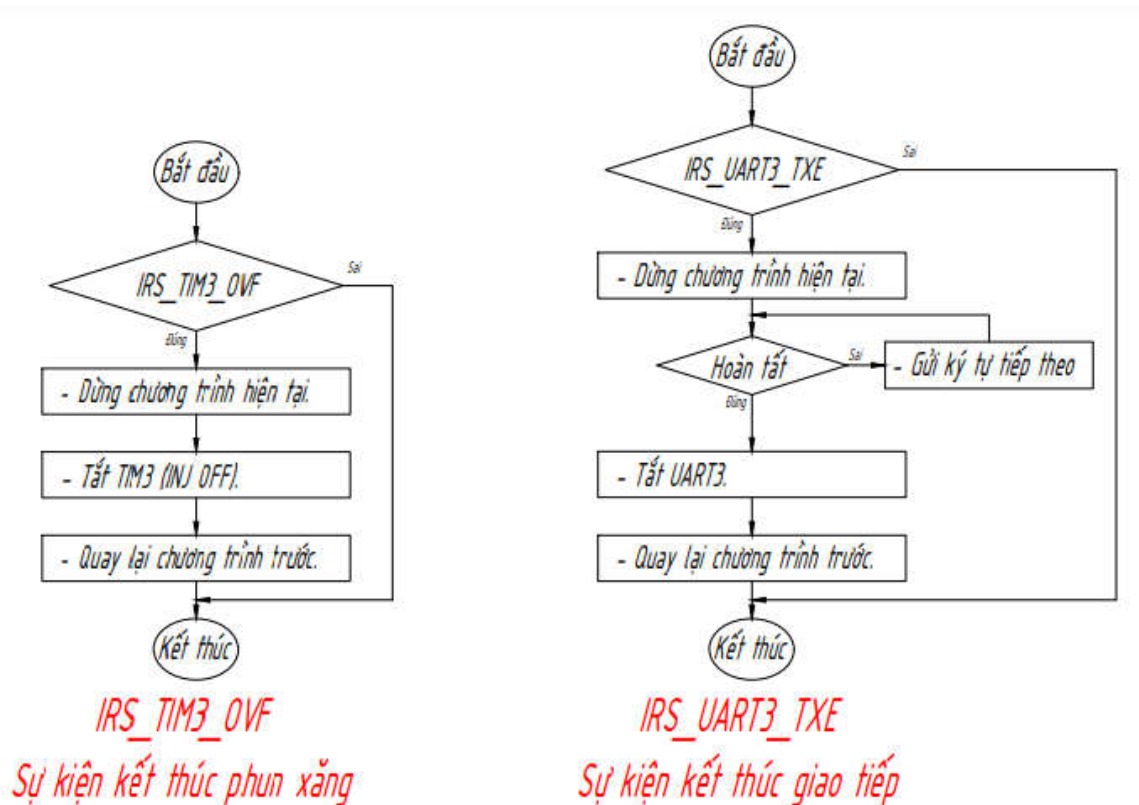 Bắt đầu
IRS_TIM3_OVF
Sai
Đúng
- Dừng chương trình hiện tại.
- Tắt TIM3 (INJ OFF).
- Quay lại chương trình trước.
Kết thúc
IRS_TIM3_OVF
Sự kiện kết thúc phun xăng
Bắt đầu
IRS_UART3_TXE
Sai
Đúng
- Dừng chương trình hiện tại.
Hoàn tất
Sai
- Gửi ký tự tiếp theo
Đúng
- Tắt UART3.
- Quay lại chương trình trước.
Kết thúc
IRS_UART3_TXE
Sự kiện kết thúc giao tiếp